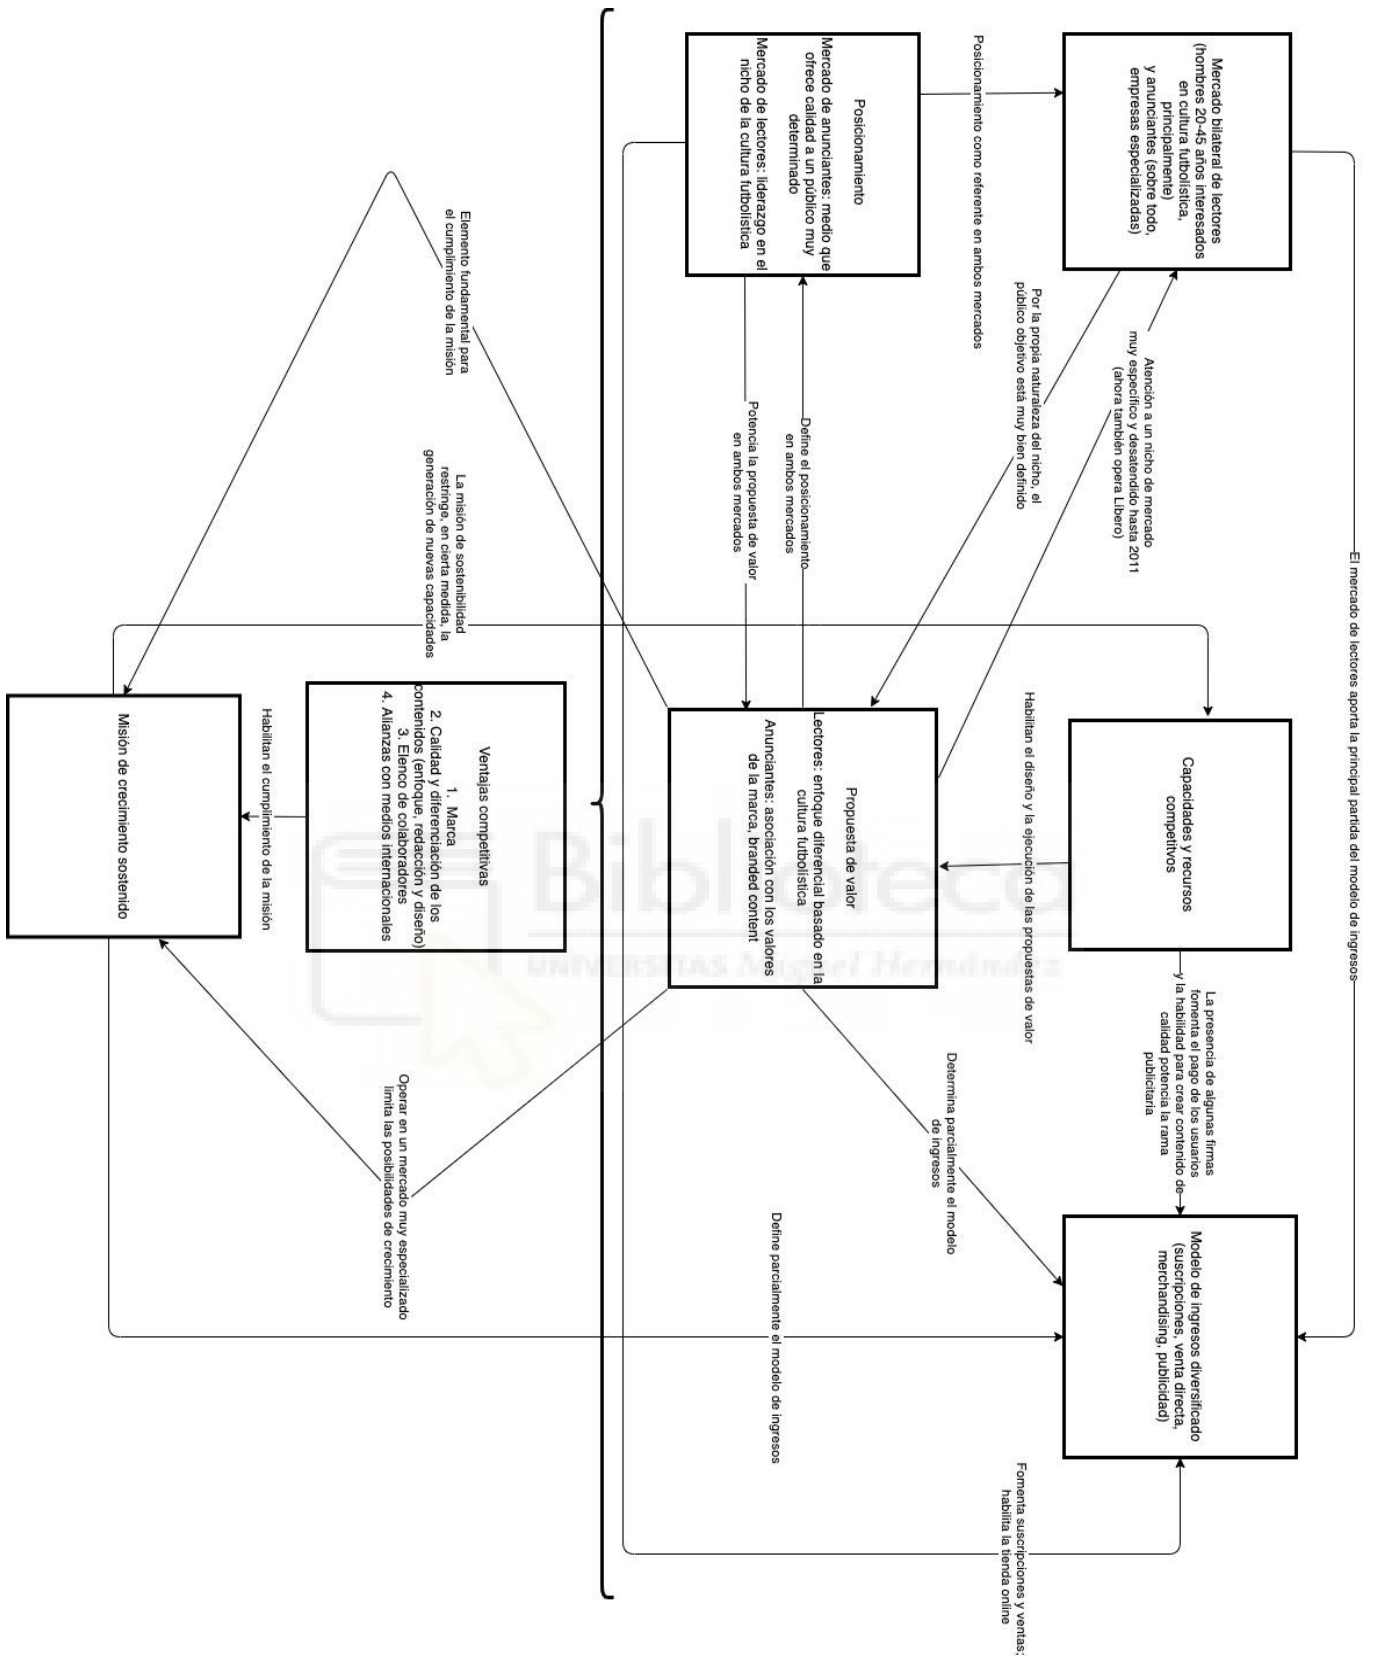 El mercado de lectores aporta la principal partida del modelo de ingresos
Mercado bilateral de lectores
(hombres 20-45 años interesados
en cultura futbolística,
principalmente)
y anunciantes (sobre todo,
empresas especializadas)
Capacidades y recursos
competitvos
La presencia de algunas firmas
fomenta el pago de los usuarios
y la habilidad para crear contenido de
calidad potencia la rama
publicitaria
Modelo de ingresos diversificado
(suscripciones, venta directa,
merchandising, publicidad)
Atención a un nicho de mercado
muy específico y desatendido hasta 2011
(ahora también opera Líbero)
Por la propia naturaleza del nicho, el
público objetivo está muy bien definido
Posicionamiento como referente en ambos mercados
Habilitan el diseño y la ejecución de las propuestas de valor
Fomenta suscripciones y ventas;
habilita la tienda online
Determina parcialmente el modelo
de ingresos
Posicionamiento
Mercado de anunciantes: medio que
ofrece calidad a un público muy
determinado
Mercado de lectores: liderazgo en el
nicho de la cultura futbolística
Define el posicionamiento
en ambos mercados
Potencia la propuesta de valor
en ambos mercados
Propuesta de valor
Lectores: enfoque diferencial basado en la
cultura futbolística
Anunciantes: asociación con los valores
de la marca, branded content
Define parcialmente el modelo de ingresos
Biblioteca
UNIVERSITAS Miguel Hernández
Elemento fundamental para
el cumplimiento de la misión
La misión de sostenibilidad
restringe, en cierta medida, la
generación de nuevas capacidades
Ventajas competitivas
1. Marca
2. Calidad y diferenciación de los
contenidos (enfoque, redacción y diseño)
3. Elenco de colaboradores
4. Alianzas con medios internacionales
Operar en un mercado muy especializado
limita las posibilidades de crecimiento
Habilitan el cumplimiento de la misión
Misión de crecimiento sostenido